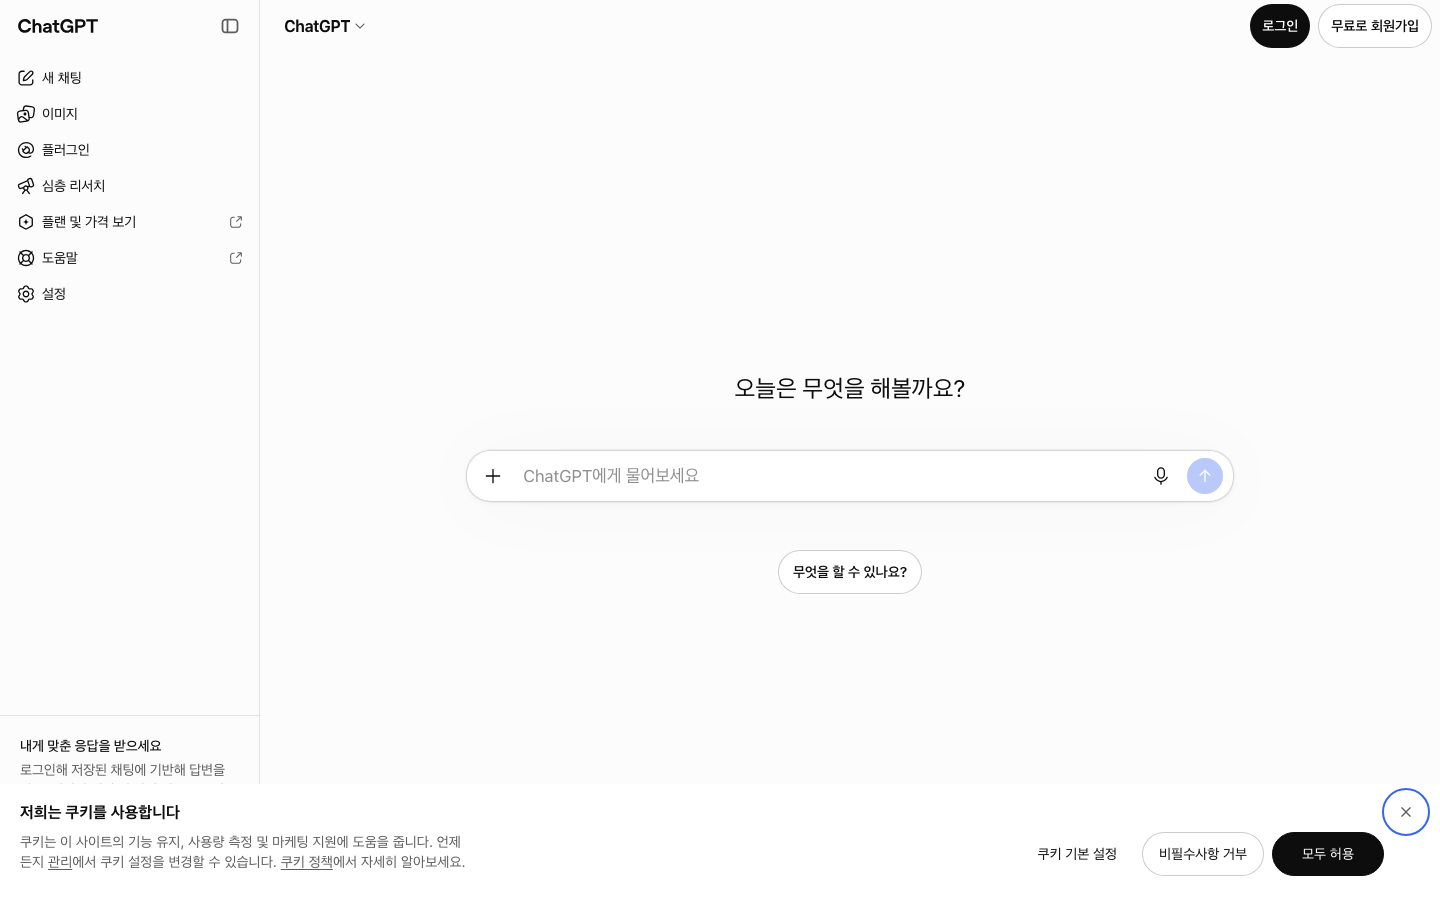 ChatGPT
새 채팅
이미지
플러그인
심층 리서치
플랜 및 가격 보기
도움말
설정
ChatGPT
로그인
무료로 회원가입
오늘은 무엇을 해볼까요?
ChatGPT에게 물어보세요
무엇을 할 수 있나요?
내게 맞춘 응답을 받으세요
로그인해 저장된 채팅에 기반해 답변을
저희는 쿠키를 사용합니다
쿠키는 이 사이트의 기능 유지, 사용량 측정 및 마케팅 지원에 도움을 줍니다. 언제
든지 관리에서 쿠키 설정을 변경할 수 있습니다. 쿠키 정책에서 자세히 알아보세요.
쿠키 기본 설정
비필수사항 거부
모두 허용